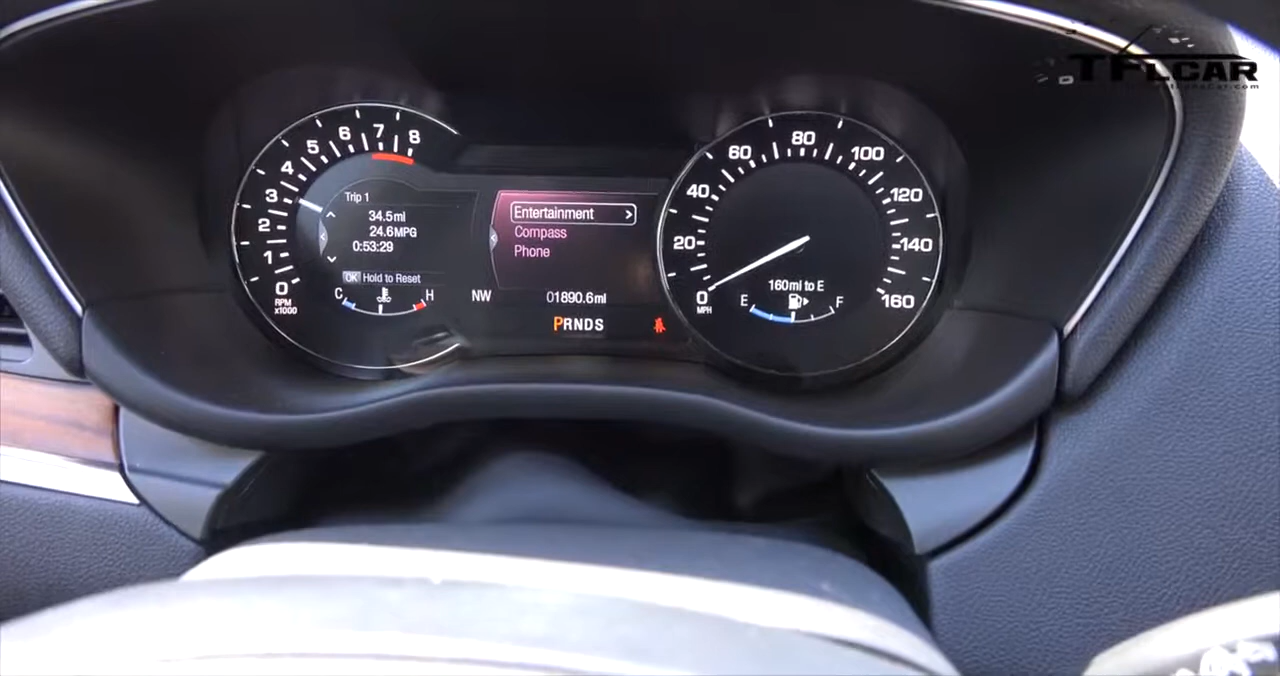 TFLCAR
0 1 2 3 4 5 6 7 8
RPM
x1000
Trip 1
34.5mi
24.6MPG
0:53:29
OK Hold to Reset
C H
Entertainment >
Compass
Phone
NW 01890.6mi
PRNDS
0 20 40 60 80 100 120 140 160
MPH
160mi to E
E F